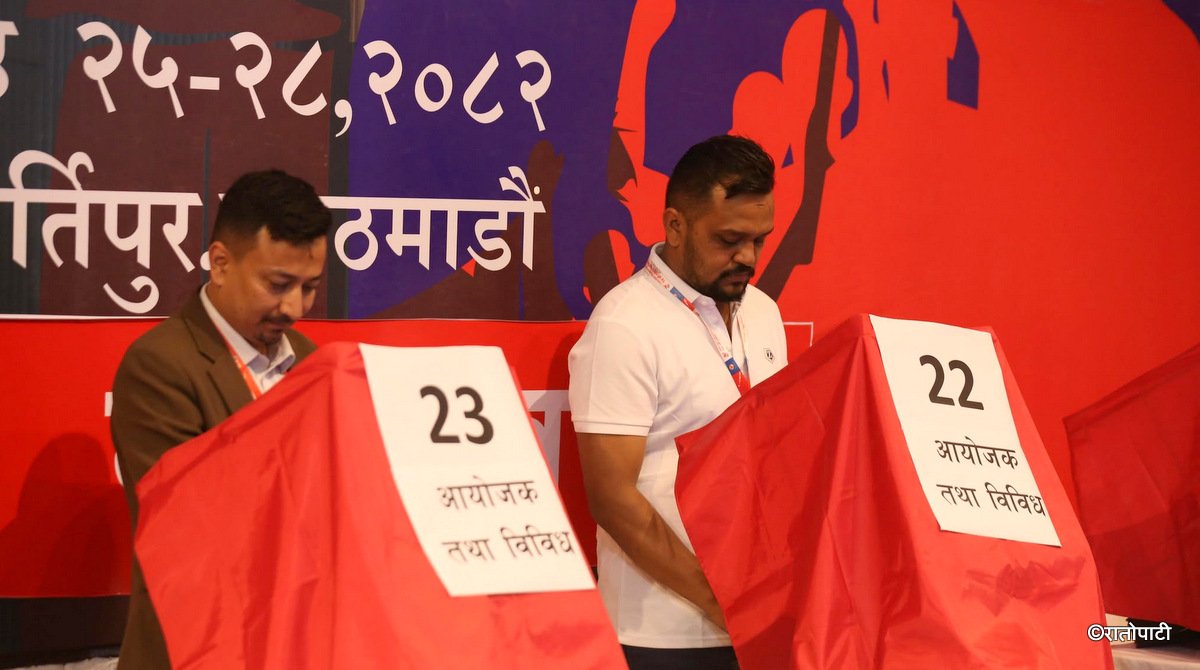 २५-२८,२०८२
र्तिपुर,
ठमाडौं
23
आयोजक
तथा विविध
22
आयोजक
तथा विविध
©रातोपाटी